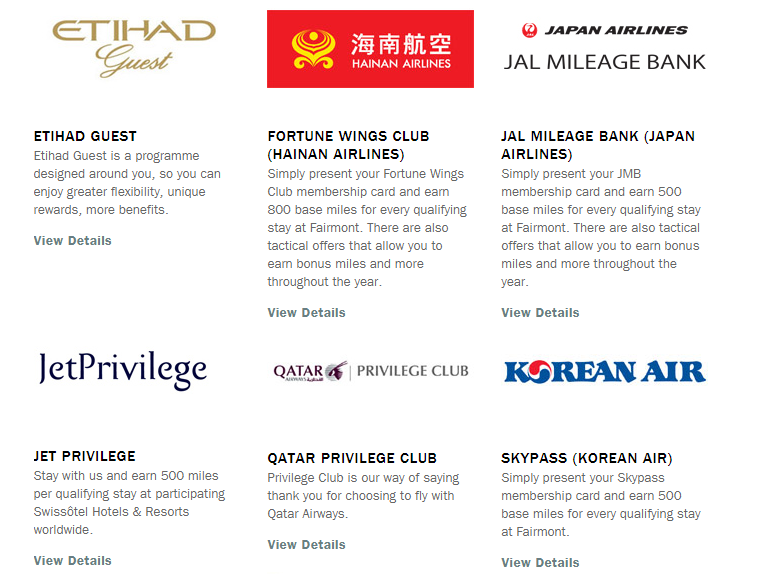 ETIHAD
Guest
海南航空
HAINAN AIRLINES
JAPAN AIRLINES
JAL MILEAGE BANK
ETIHAD GUEST
Etihad Guest is a programme
designed around you, so you can
enjoy greater flexibility, unique
rewards, more benefits.
View Details
FORTUNE WINGS CLUB
(HAINAN AIRLINES)
Simply present your Fortune Wings
Club membership card and earn
800 base miles for every qualifying
stay at Fairmont. There are also
tactical offers that allow you to
earn bonus miles and more
throughout the year.
View Details
JAL MILEAGE BANK (JAPAN
AIRLINES)
Simply present your JMB
membership card and earn 500
base miles for every qualifying stay
at Fairmont. There are also tactical
offers that allow you to earn bonus
miles and more throughout the
year.
View Details
JetPrivilege
QATAR
AIRWAYS القطرية
PRIVILEGE CLUB
KOREAN AIR
JET PRIVILEGE
Stay with us and earn 500 miles
per qualifying stay at participating
Swissôtel Hotels & Resorts
worldwide.
View Details
QATAR PRIVILEGE CLUB
Privilege Club is our way of saying
thank you for choosing to fly with
Qatar Airways.
View Details
SKYPASS (KOREAN AIR)
Simply present your Skypass
membership card and earn 500
base miles for every qualifying stay
at Fairmont.
View Details